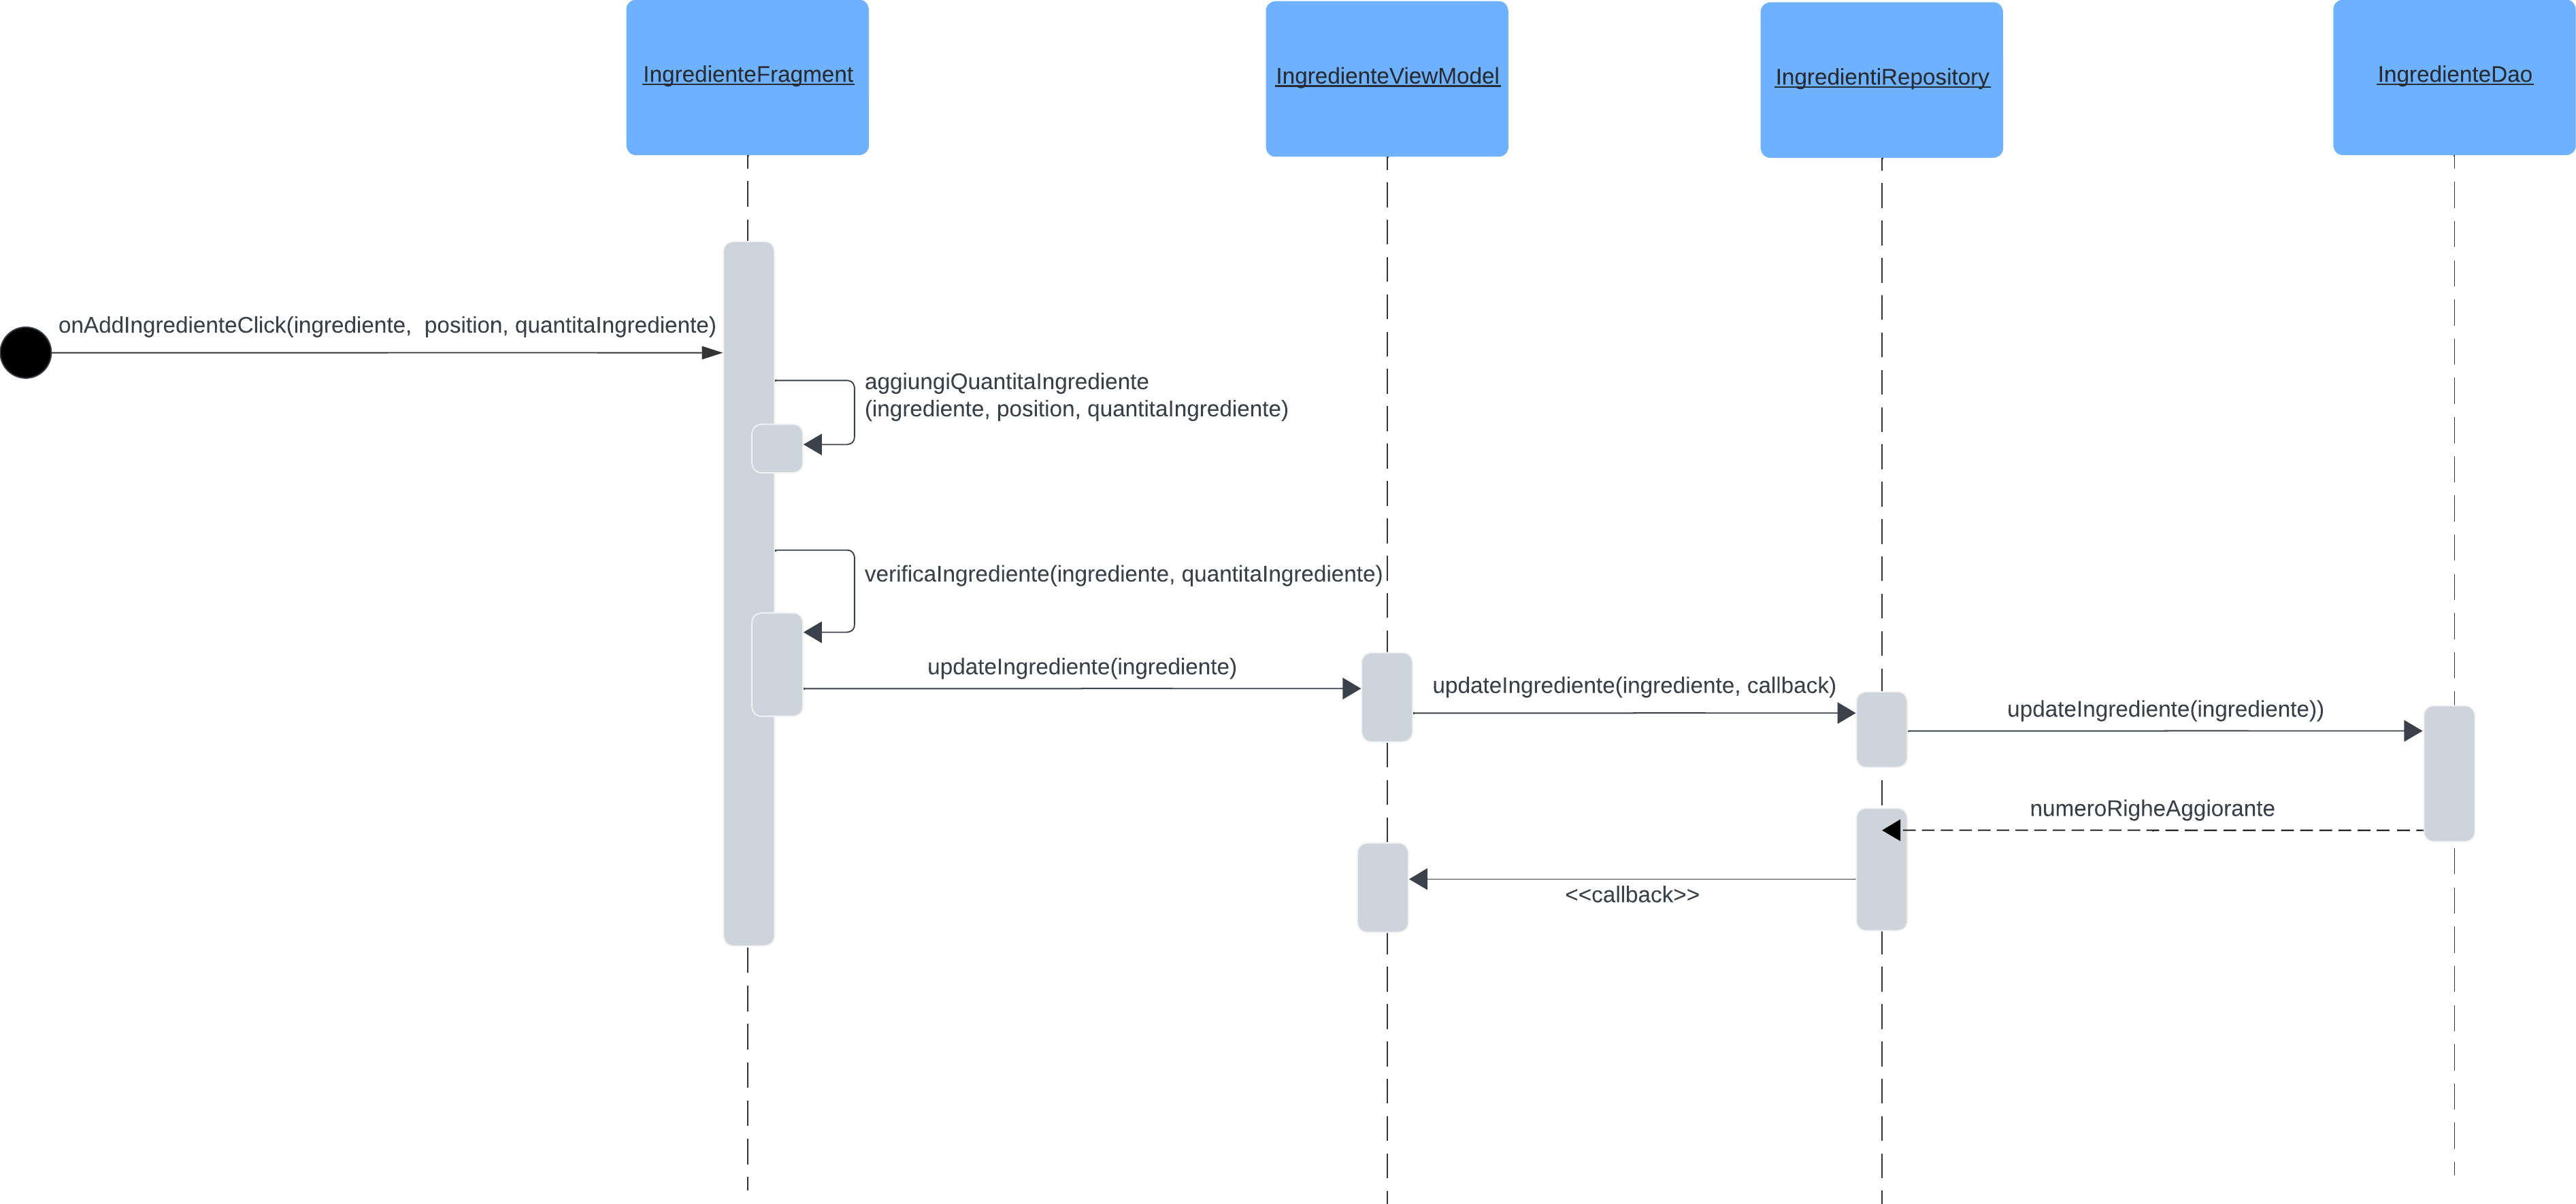 IngredienteFragment
IngredienteViewModel
IngredientiRepository
IngredienteDao
onAddIngredienteClick(ingrediente,  position, quantitaIngrediente)
aggiungiQuantitaIngrediente
(ingrediente, position, quantitaIngrediente)
verificaIngrediente(ingrediente, quantitaIngrediente)
updateIngrediente(ingrediente)
updateIngrediente(ingrediente, callback)
updateIngrediente(ingrediente))
numeroRigheAggiorante
<<callback>>